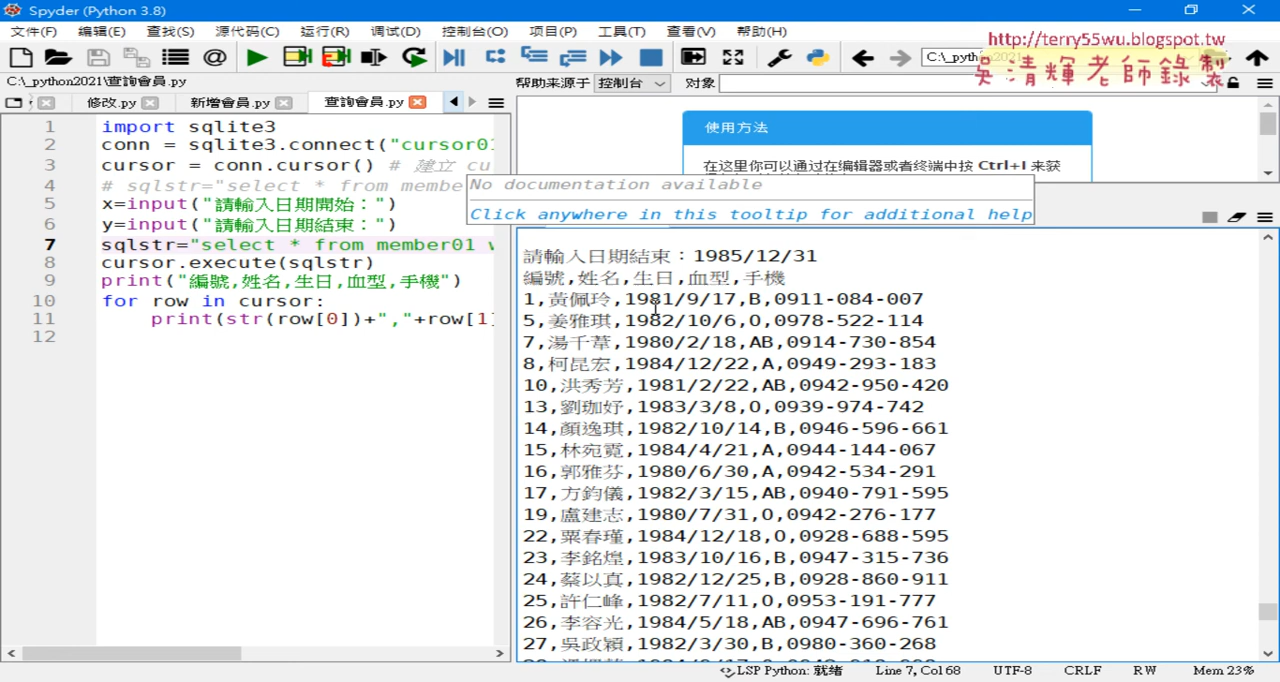 Spyder (Python 3.8)
文件(F) 编辑(E) 查找(S) 源代码(C) 运行(R) 调试(D) 控制台(O) 项目(P) 工具(T) 查看(V) 帮助(H)
http://terry55wu.blogspot.tw
吳清輝老師錄製
C:\_python2021\查詢會員.py
帮助来源于 控制台 对象
修改.py 新增會員.py 查詢會員.py
使用方法
在这里你可以通过在编辑器或者终端中按 Ctrl+I 来获
No documentation available
Click anywhere in this tooltip for additional help
1 import sqlite3
2 conn = sqlite3.connect("cursor01
3 cursor = conn.cursor() # 建立 cu
4 # sqlstr="select * from membe
5 x=input("請輸入日期開始：")
6 y=input("請輸入日期結束：")
7 sqlstr="select * from member01 w
8 cursor.execute(sqlstr)
9 print("編號,姓名,生日,血型,手機")
10 for row in cursor:
11 print(str(row[0])+","+row[1]
12
請輸入日期結束：1985/12/31
編號,姓名,生日,血型,手機
1,黃佩玲,1981/9/17,B,0911-084-007
5,姜雅琪,1982/10/6,O,0978-522-114
7,湯千葦,1980/2/18,AB,0914-730-854
8,柯昆宏,1984/12/22,A,0949-293-183
10,洪秀芳,1981/2/22,AB,0942-950-420
13,劉珈妤,1983/3/8,O,0939-974-742
14,顏逸琪,1982/10/14,B,0946-596-661
15,林宛霓,1984/4/21,A,0944-144-067
16,郭雅芬,1980/6/30,A,0942-534-291
17,方鈞儀,1982/3/15,AB,0940-791-595
19,盧建志,1980/7/31,O,0942-276-177
22,粟春瑾,1984/12/18,O,0928-688-595
23,李銘煌,1983/10/16,B,0947-315-736
24,蔡以真,1982/12/25,B,0928-860-911
25,許仁峰,1982/7/11,O,0953-191-777
26,李容光,1984/5/18,AB,0947-696-761
27,吳政穎,1982/3/30,B,0980-360-268
LSP Python: 就绪 Line 7, Col 68 UTF-8 CRLF RW Mem 23%